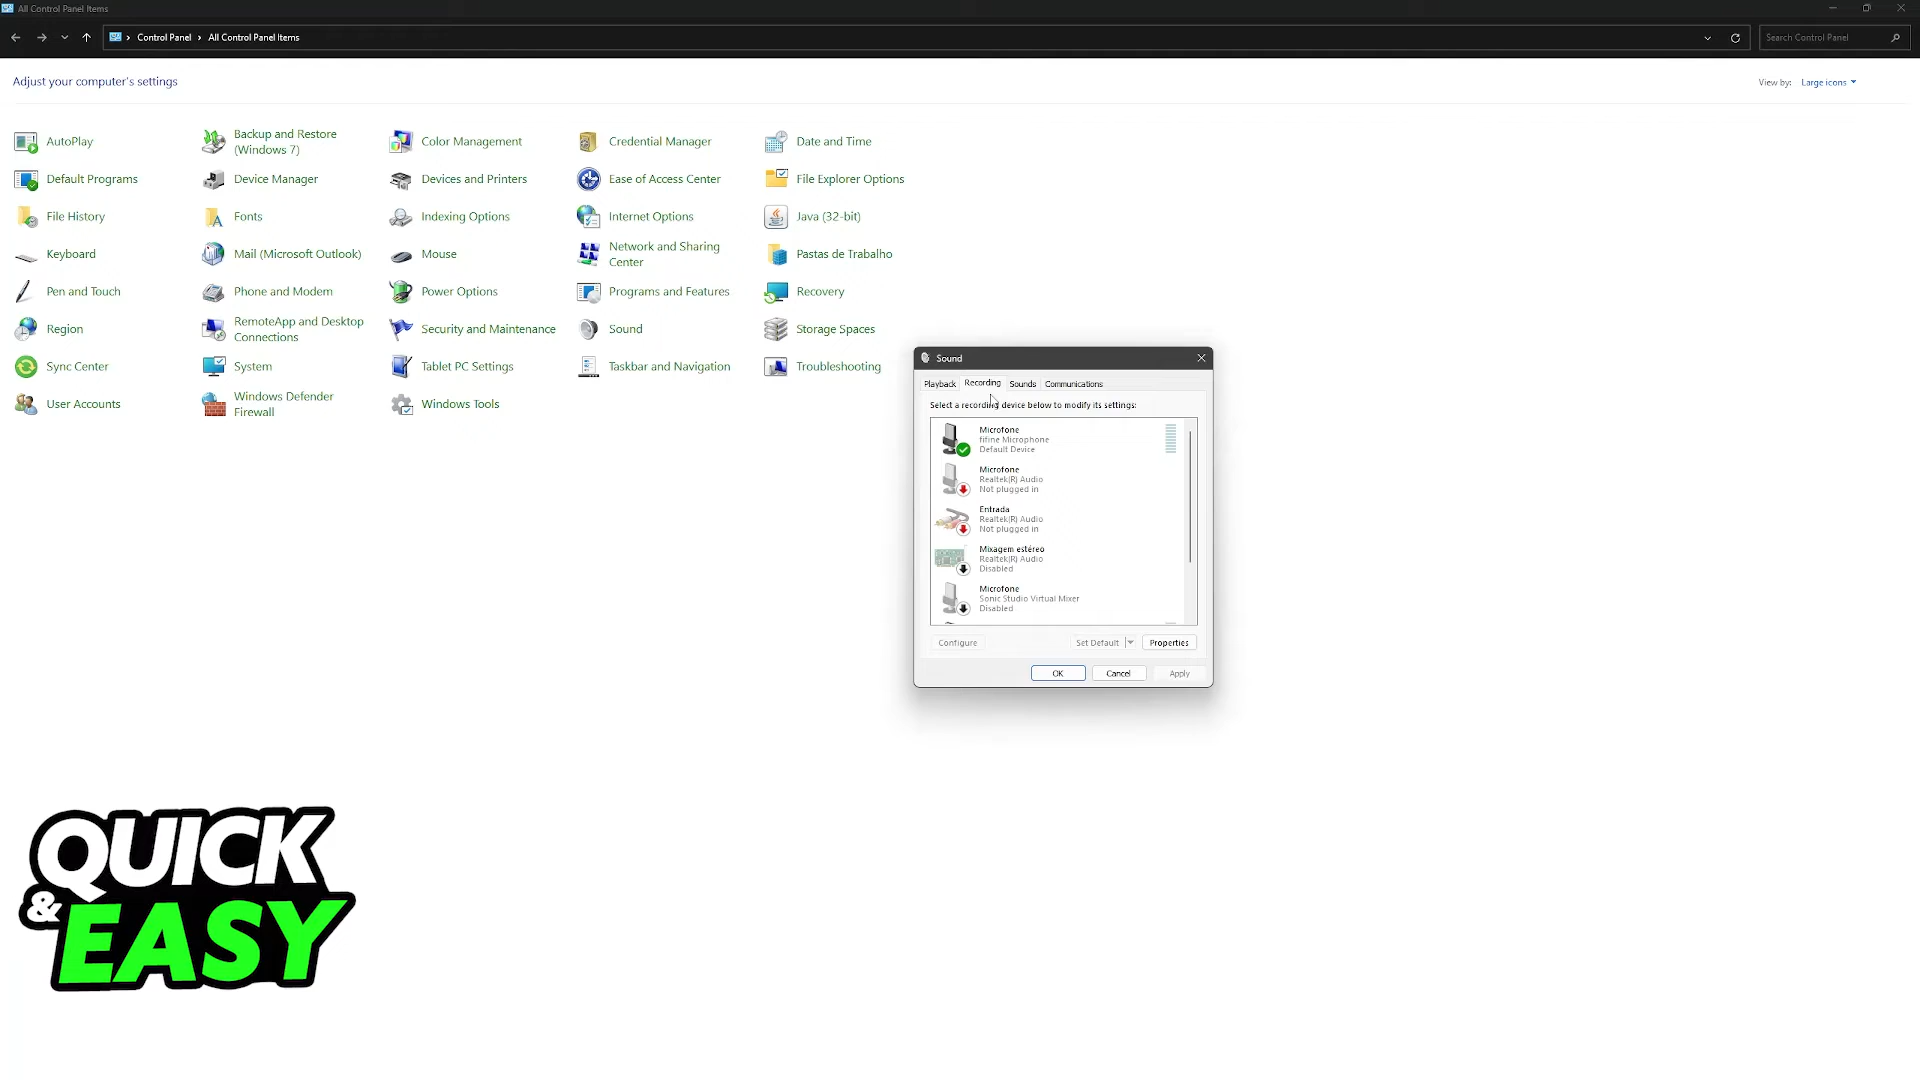 All Control Panel Items
Control Panel > All Control Panel Items
Search Control Panel
Adjust your computer's settings
View by: Large icons
AutoPlay
Backup and Restore
(Windows 7)
Color Management
Credential Manager
Date and Time
Default Programs
Device Manager
Devices and Printers
Ease of Access Center
File Explorer Options
File History
Fonts
Indexing Options
Internet Options
Java (32-bit)
Keyboard
Mail (Microsoft Outlook)
Mouse
Network and Sharing
Center
Pastas de Trabalho
Pen and Touch
Phone and Modem
Power Options
Programs and Features
Recovery
Region
RemoteApp and Desktop
Connections
Security and Maintenance
Sound
Storage Spaces
Sync Center
System
Tablet PC Settings
Taskbar and Navigation
Troubleshooting
User Accounts
Windows Defender
Firewall
Windows Tools
Sound
Playback Recording Sounds Communications
Select a recording device below to modify its settings:
Microfone
fifine Microphone
Default Device
Microfone
Realtek(R) Audio
Not plugged in
Entrada
Realtek(R) Audio
Not plugged in
Mixagem estéreo
Realtek(R) Audio
Disabled
Microfone
Sonic Studio Virtual Mixer
Disabled
Configure
Set Default
Properties
OK
Cancel
Apply
QUICK
& EASY